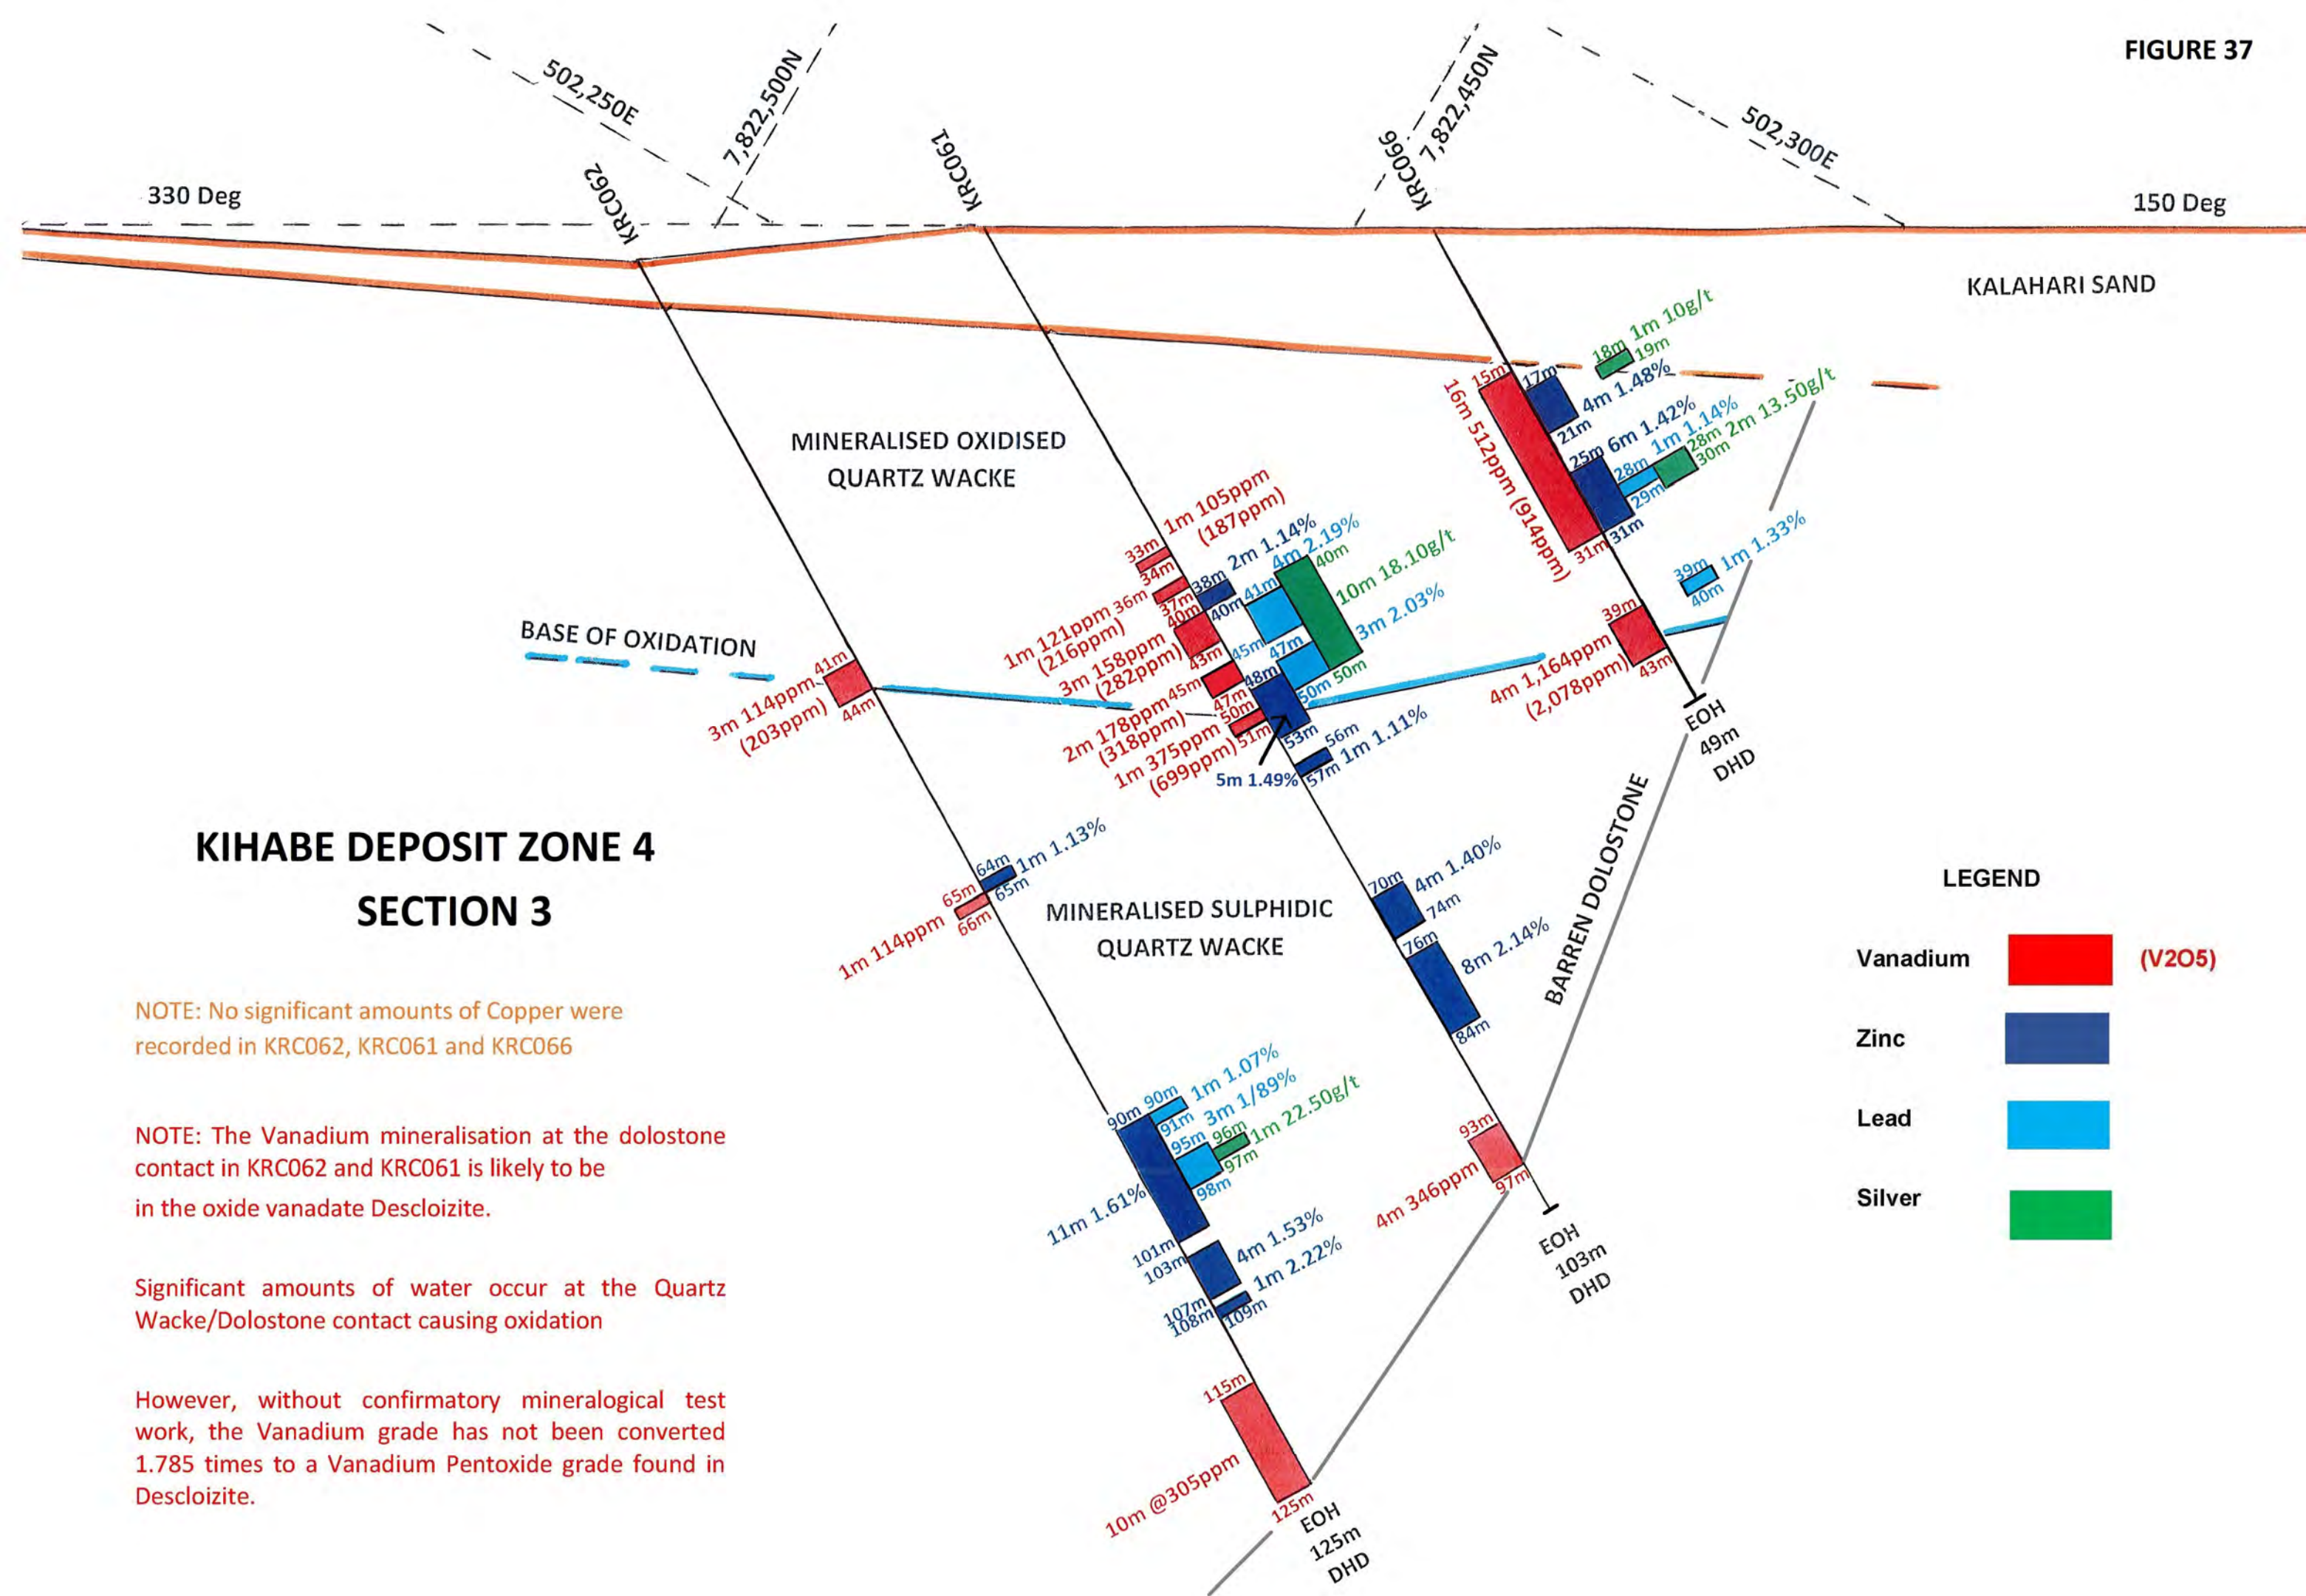 FIGURE 37
502,250E
7,822,500N
KRC062
KRC061
KRC066
7,822,450N
502,300E
330 Deg
150 Deg
KALAHARI SAND
MINERALISED OXIDISED
QUARTZ WACKE
BASE OF OXIDATION
18m 1m 10g/t
19m
15m
16m 512ppm (914ppm)
31m
17m
4m 1.48%
21m
25m 6m 1.42%
31m
28m 1m 1.14%
29m
28m 2m 13.50g/t
30m
39m 1m 1.33%
40m
39m
4m 1,164ppm
(2,078ppm)
43m
EOH
49m
DHD
33m 1m 105ppm
(187ppm)
34m
1m 121ppm 36m
(216ppm)
37m
38m 2m 1.14%
40m
40m
3m 158ppm
(282ppm)
43m
41m 4m 2.19%
45m
40m
10m 18.10g/t
50m
47m 3m 2.03%
50m
2m 178ppm 45m
(318ppm)
47m
48m
53m
5m 1.49%
1m 375ppm 50m
(699ppm) 51m
56m
57m 1m 1.11%
41m
3m 114ppm
(203ppm)
44m
64m 1m 1.13%
65m
65m
1m 114ppm 66m
MINERALISED SULPHIDIC
QUARTZ WACKE
70m 4m 1.40%
74m
76m
8m 2.14%
84m
BARREN DOLOSTONE
93m
4m 346ppm 97m
EOH
103m
DHD
90m 90m 1m 1.07%
91m
95m 3m 1/89%
98m
96m 1m 22.50g/t
97m
11m 1.61%
101m
103m 4m 1.53%
107m
108m 1m 2.22%
109m
115m
10m @305ppm
125m
EOH
125m
DHD
KIHABE DEPOSIT ZONE 4
SECTION 3
NOTE: No significant amounts of Copper were
recorded in KRC062, KRC061 and KRC066
NOTE: The Vanadium mineralisation at the dolostone
contact in KRC062 and KRC061 is likely to be
in the oxide vanadate Descloizite.
Significant amounts of water occur at the Quartz
Wacke/Dolostone contact causing oxidation
However, without confirmatory mineralogical test
work, the Vanadium grade has not been converted
1.785 times to a Vanadium Pentoxide grade found in
Descloizite.
LEGEND
Vanadium (V2O5)
Zinc
Lead
Silver